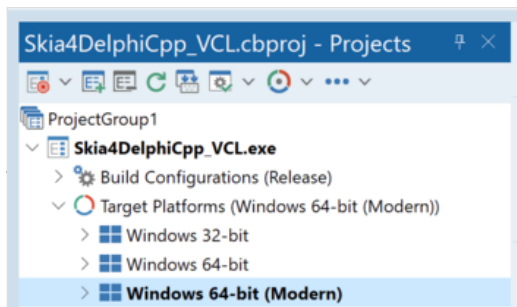 Skia4DelphiCpp_VCL.cbproj - Projects
ProjectGroup1
Skia4DelphiCpp_VCL.exe
Build Configurations (Release)
Target Platforms (Windows 64-bit (Modern))
Windows 32-bit
Windows 64-bit
Windows 64-bit (Modern)